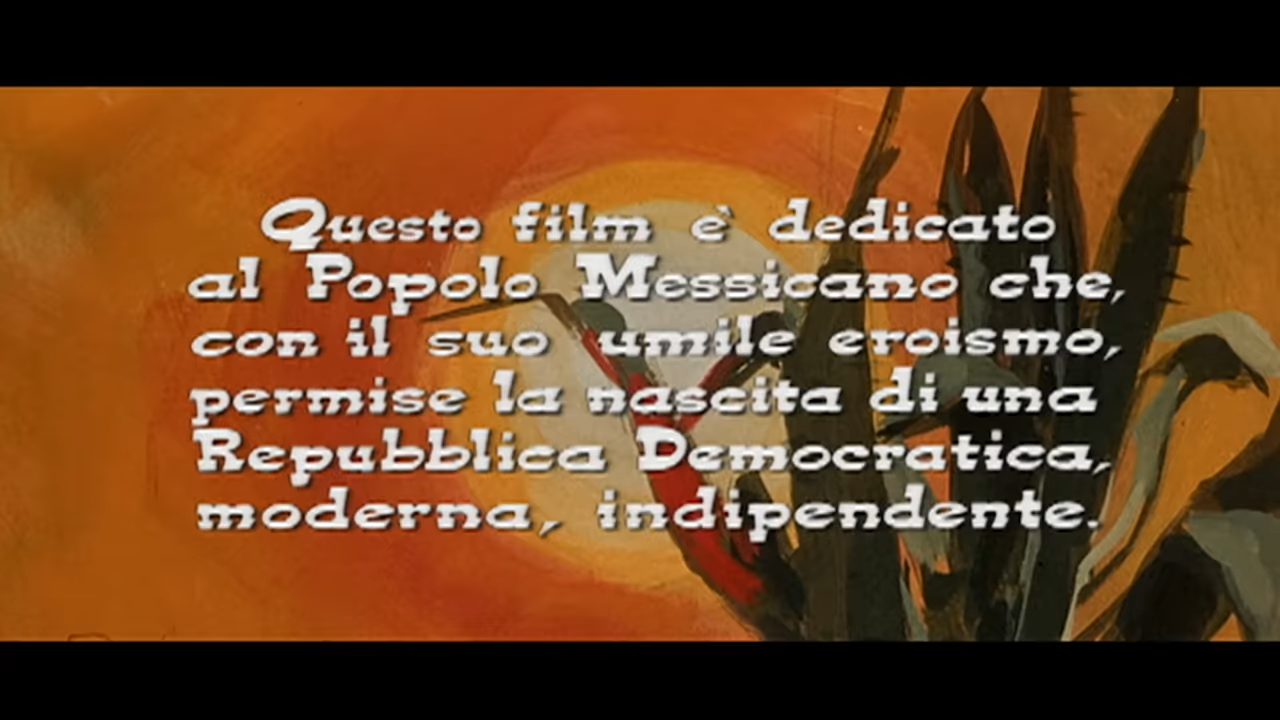 Questo film e' dedicato
al Popolo Messicano che,
con il suo umile eroismo,
permise la nascita di una
Repubblica Democratica,
moderna, indipendente.